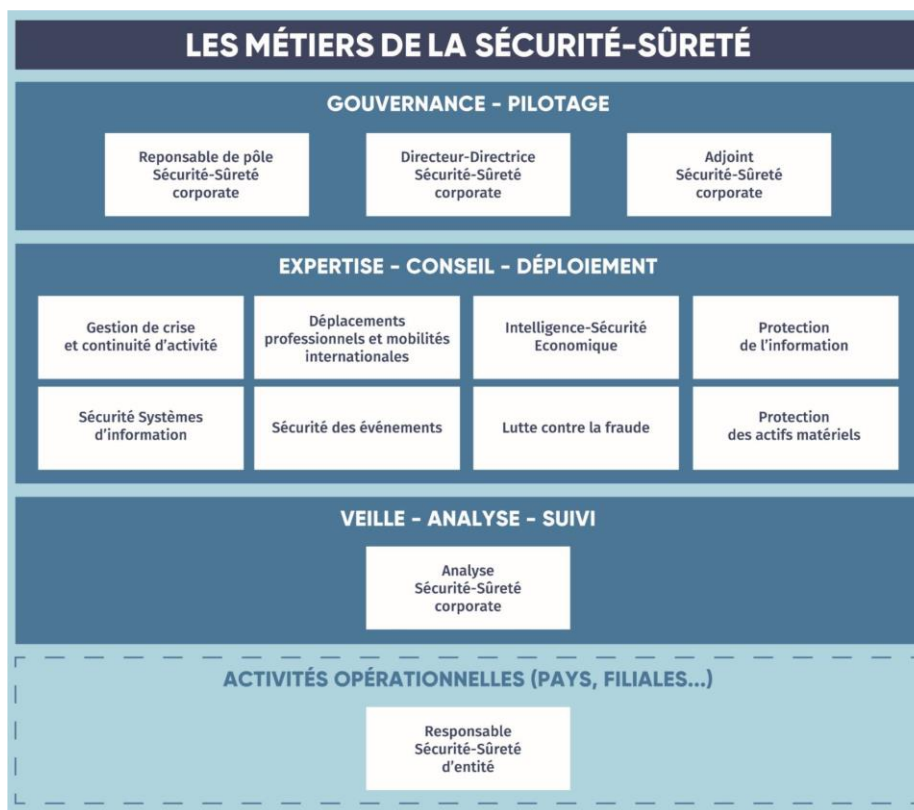 LES MÉTIERS DE LA SÉCURITÉ-SÛRETÉ
GOUVERNANCE - PILOTAGE
Reponsable de pôle
Sécurité-Sûreté
corporate
Directeur-Directrice
Sécurité-Sûreté
corporate
Adjoint
Sécurité-Sûreté
corporate
EXPERTISE - CONSEIL - DÉPLOIEMENT
Gestion de crise
et continuité d'activité
Déplacements
professionnels et mobilités
internationales
Intelligence-Sécurité
Economique
Protection
de l'information
Sécurité Systèmes
d'information
Sécurité des événements
Lutte contre la fraude
Protection
des actifs matériels
VEILLE - ANALYSE - SUIVI
Analyse
Sécurité-Sûreté
corporate
ACTIVITÉS OPÉRATIONNELLES (PAYS, FILIALES...)
Responsable
Sécurité-Sûreté
d'entité